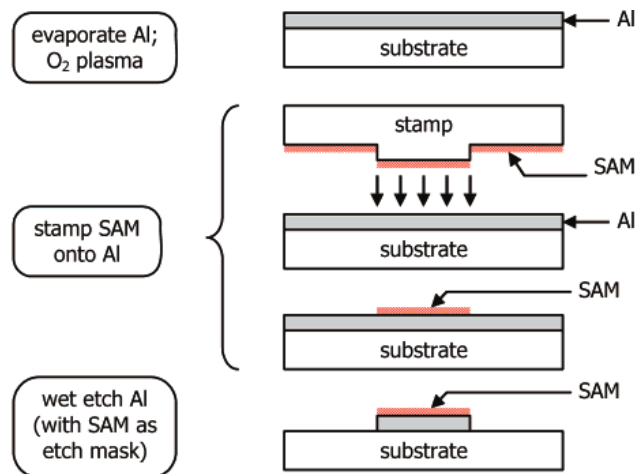 evaporate Al;
O₂ plasma
Al
substrate
stamp
SAM
stamp SAM
onto Al
Al
substrate
SAM
substrate
wet etch Al
(with SAM as
etch mask)
SAM
substrate